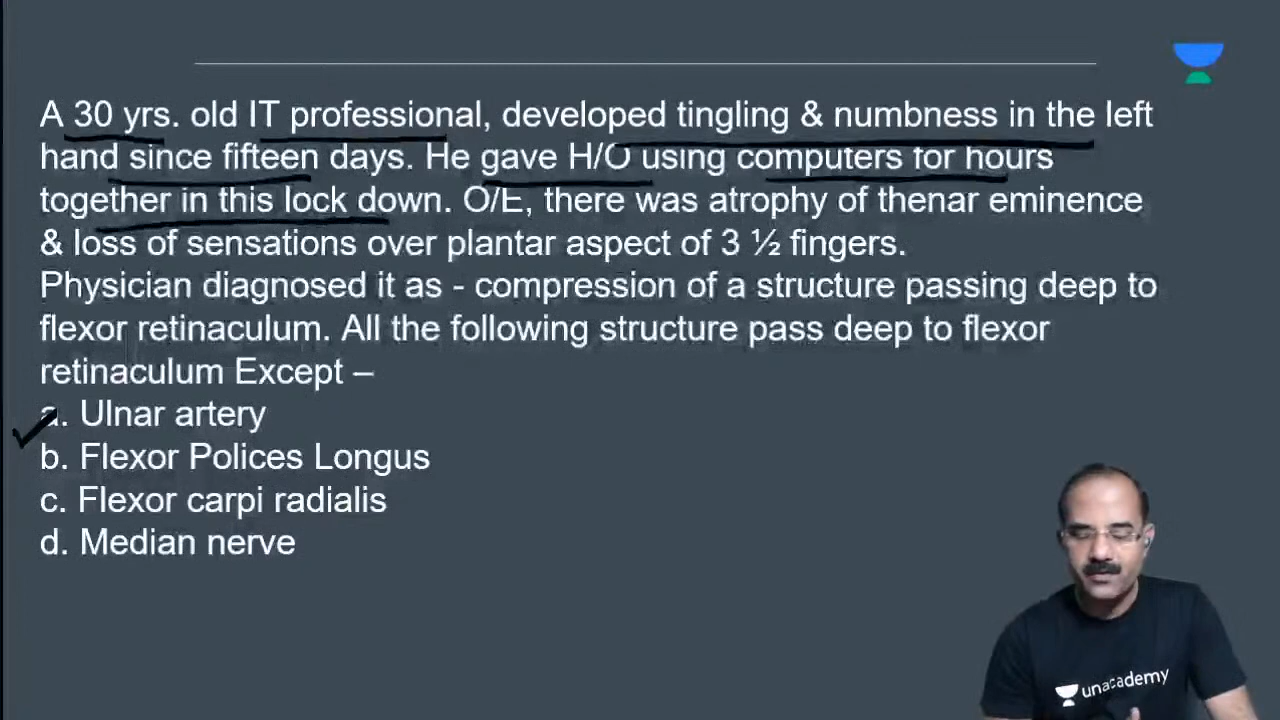 A 30 yrs. old IT professional, developed tingling & numbness in the left
hand since fifteen days. He gave H/O using computers for hours
together in this lock down. O/E, there was atrophy of thenar eminence
& loss of sensations over plantar aspect of 3 ½ fingers.
Physician diagnosed it as - compression of a structure passing deep to
flexor retinaculum. All the following structure pass deep to flexor
retinaculum Except –
a. Ulnar artery
b. Flexor Polices Longus
c. Flexor carpi radialis
d. Median nerve
unacademy